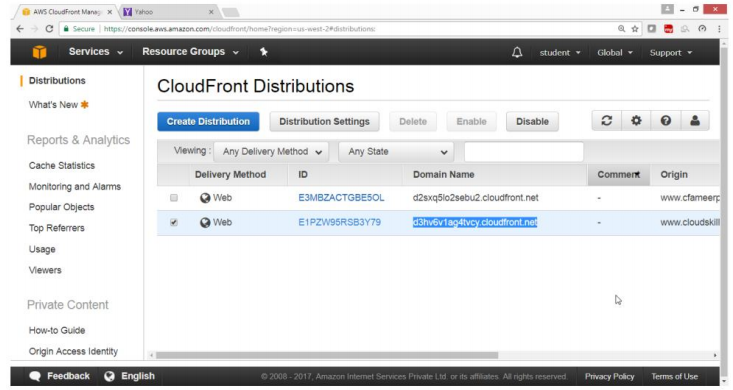 AWS CloudFront Manag
Yahoo
Secure | https://console.aws.amazon.com/cloudfront/home?region=us-west-2#distributions:
Services Resource Groups student Global Support
Distributions
What's New
Reports & Analytics
Cache Statistics
Monitoring and Alarms
Popular Objects
Top Referrers
Usage
Viewers
Private Content
How-to Guide
Origin Access Identity
CloudFront Distributions
Create Distribution Distribution Settings Delete Enable Disable
Viewing : Any Delivery Method Any State
Delivery Method ID Domain Name Comment Origin
Web E3MBZACTGBE5OL d2sxq5lo2sebu2.cloudfront.net - www.cfameerp
Web E1PZW95RSB3Y79 d3hv6v1ag4tvcy.cloudfront.net - www.cloudskill
Feedback English © 2008 - 2017, Amazon Internet Services Private Ltd. or its affiliates. All rights reserved. Privacy Policy Terms of Use